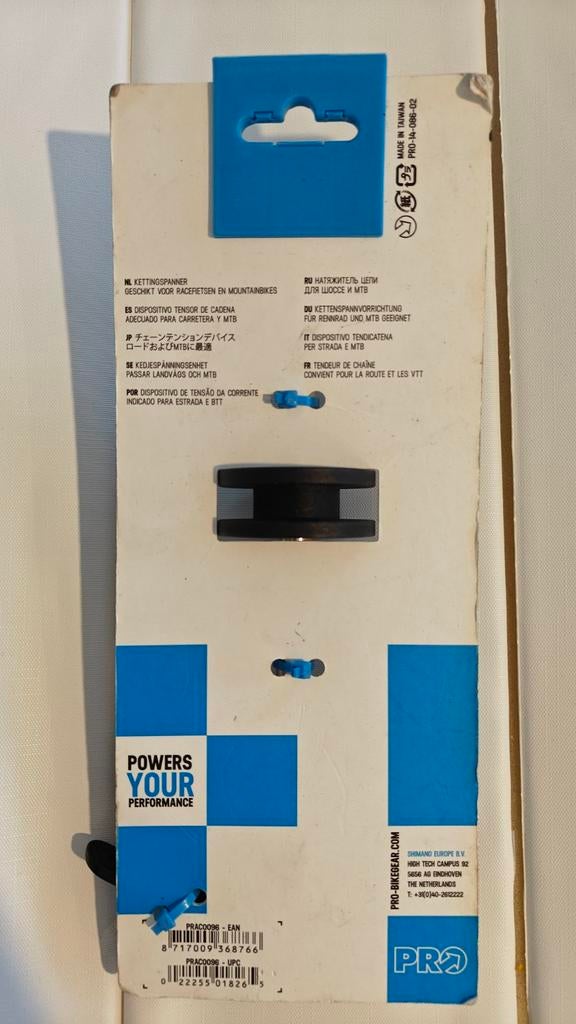 MADE IN TAIWAN
PRO-14-086-02
紙
プラ
NL KETTINGSPANNER
GESCHIKT VOOR RACEFIETSEN EN MOUNTAINBIKES
ES DISPOSITIVO TENSOR DE CADENA
ADECUADO PARA CARRETERA Y MTB
JP チェーンテンションデバイス
ロードおよびMTBに最適
SE KEDJESPÄNNINGSENHET
PASSAR LANDVÄGS OCH MTB
POR DISPOSITIVO DE TENSÃO DA CORRENTE
INDICADO PARA ESTRADA E BTT
RU НАТЯЖИТЕЛЬ ЦЕПИ
ДЛЯ ШОССЕ И МТВ
DU KETTENSPANNVORRICHTUNG
FÜR RENNRAD UND MTB GEEIGNET
IT DISPOSITIVO TENDICATENA
PER STRADA E MTB
FR TENDEUR DE CHAÎNE
CONVIENT POUR LA ROUTE ET LES VTT
POWERS
YOUR
PERFORMANCE
PRO-BIKEGEAR.COM
SHIMANO EUROPE B.V.
HIGH TECH CAMPUS 92
5656 AG EINDHOVEN
THE NETHERLANDS
T: +31(0)40-2612222
PRAC0096 - EAN
8 717009 368766
PRAC0096 - UPC
0 22255 01826 5
PRO